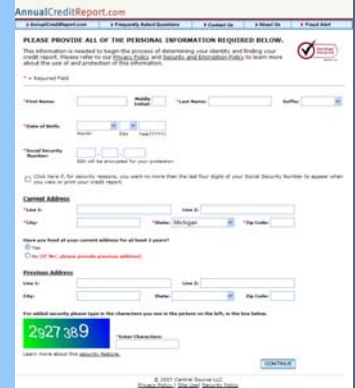 AnnualCreditReport.com
AnnualCreditReport.com Frequently Asked Questions Contact Us About Us Fraud Alert
PLEASE PROVIDE ALL OF THE PERSONAL INFORMATION REQUIRED BELOW.
This information is needed to begin the process of determining your identity and finding your
credit report. Please refer to our Privacy Policy and Security and Encryption Policy to learn more
about the use of and protection of this information.
* = Required Field
*First Name: Middle Initial: *Last Name: Suffix:
*Date of Birth:
Month Day Year(YYYY)
*Social Security
Number: - -
SSN will be encrypted for your protection
Click here if, for security reasons, you want no more than the last four digits of your Social Security Number to appear when
you view or print your credit report.
Current Address
*Line 1: Line 2:
*City: *State: Michigan *Zip Code:
Have you lived at your current address for at least 2 years?
Yes
No (If 'No', please provide previous address)
Previous Address
Line 1: Line 2:
City: State: Zip Code:
For added security please type in the characters you see in the picture on the left, in the box below.
2927389
*Enter Characters:
Learn more about this security feature.
CONTINUE
© 2007 Central Source LLC
Privacy Policy | Site Use | Security Policy